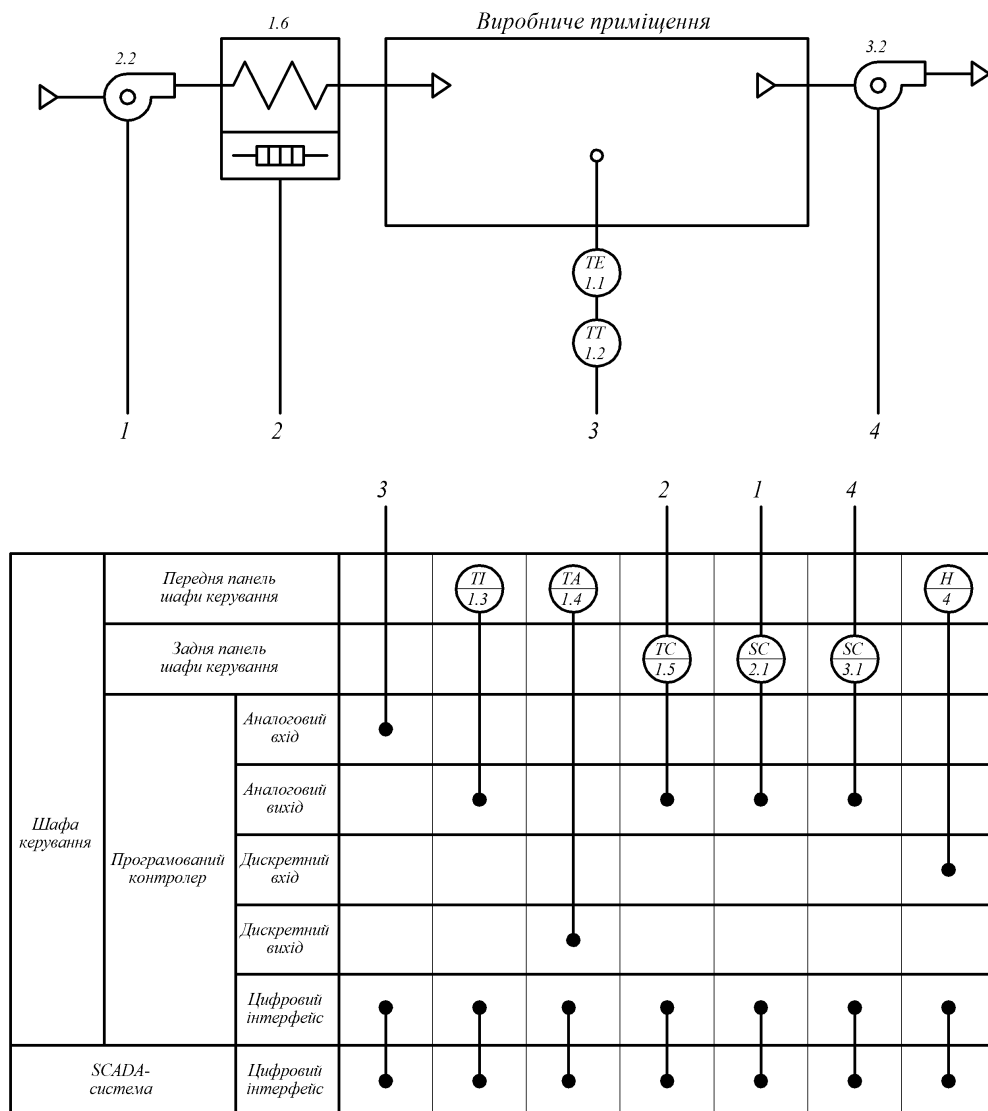 1.6
Виробниче приміщення
2.2
3.2
TE
1.1
TT
1.2
1
2
3
4
3
2
1
4
Передня панель
шафи керування
TI
1.3
TA
1.4
H
4
Задня панель
шафи керування
TC
1.5
SC
2.1
SC
3.1
Шафа
керування
Програмований
контролер
Аналоговий
вхід
Аналоговий
вихід
Дискретний
вхід
Дискретний
вихід
Цифровий
інтерфейс
SCADA-
система
Цифровий
інтерфейс